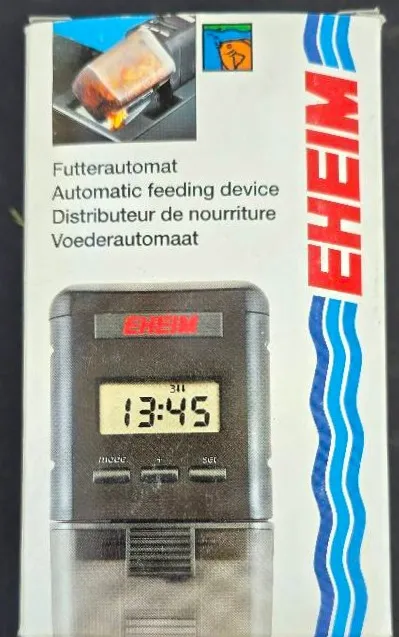 Futterautomat
Automatic feeding device
Distributeur de nourriture
Voederautomaat
EHEIM
EHEIM
13:45
mode + set